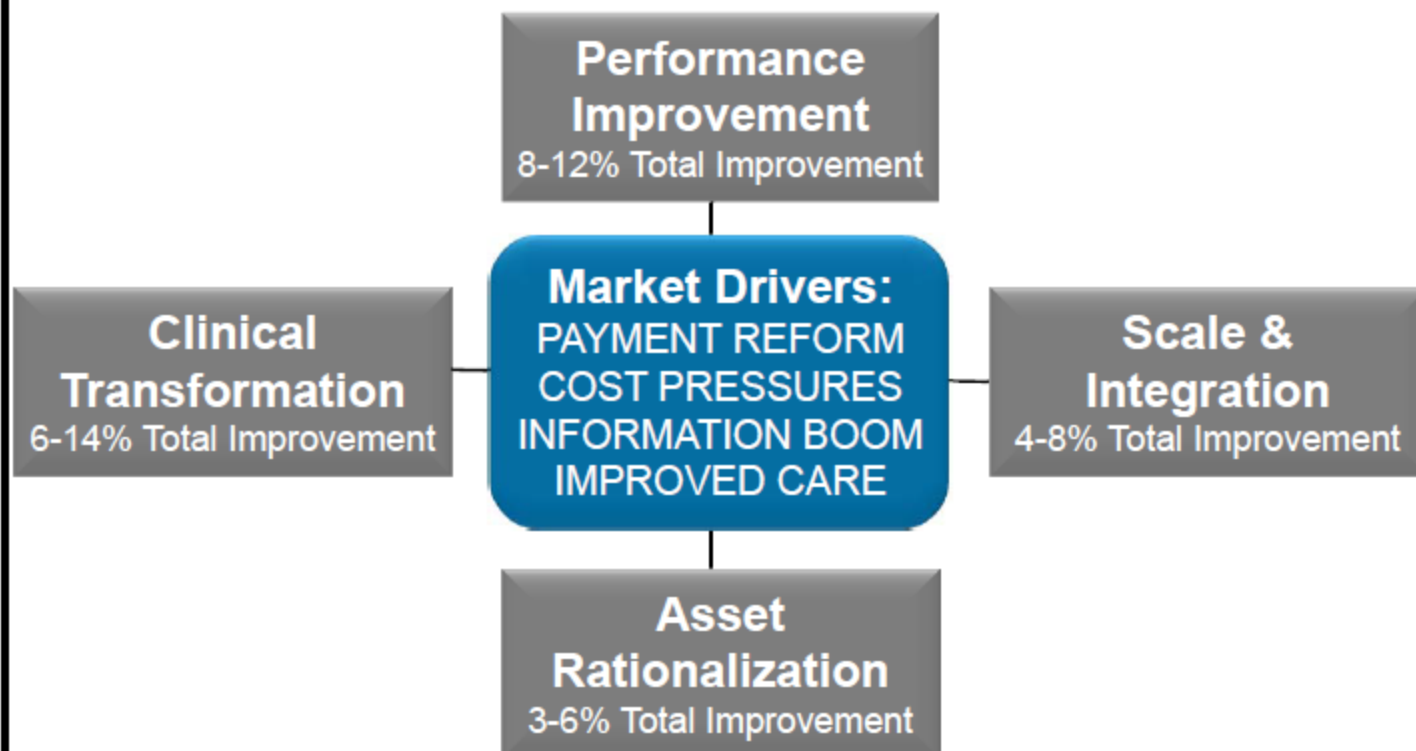 Performance
Improvement
8-12% Total Improvement
Clinical
Transformation
6-14% Total Improvement
Market Drivers:
PAYMENT REFORM
COST PRESSURES
INFORMATION BOOM
IMPROVED CARE
Scale &
Integration
4-8% Total Improvement
Asset
Rationalization
3-6% Total Improvement